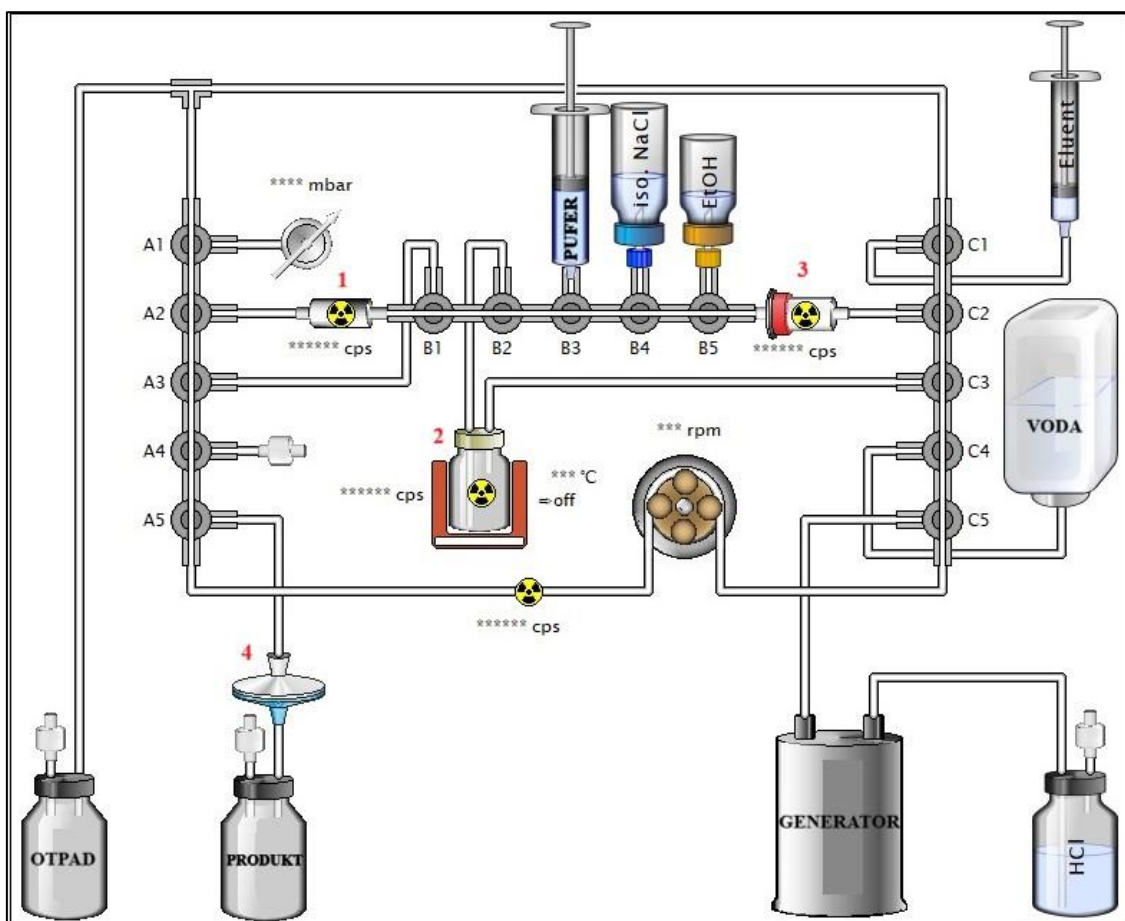 **** mbar
Eluent
PUFER
iso. NaCl
EtOH
A1
C1
1
3
A2
C2
****** cps
B1
B2
B3
B4
B5
****** cps
A3
C3
2
*** rpm
VODA
A4
C4
*** °C
****** cps
⇒off
A5
C5
****** cps
4
OTPAD
PRODUKT
GENERATOR
HCl